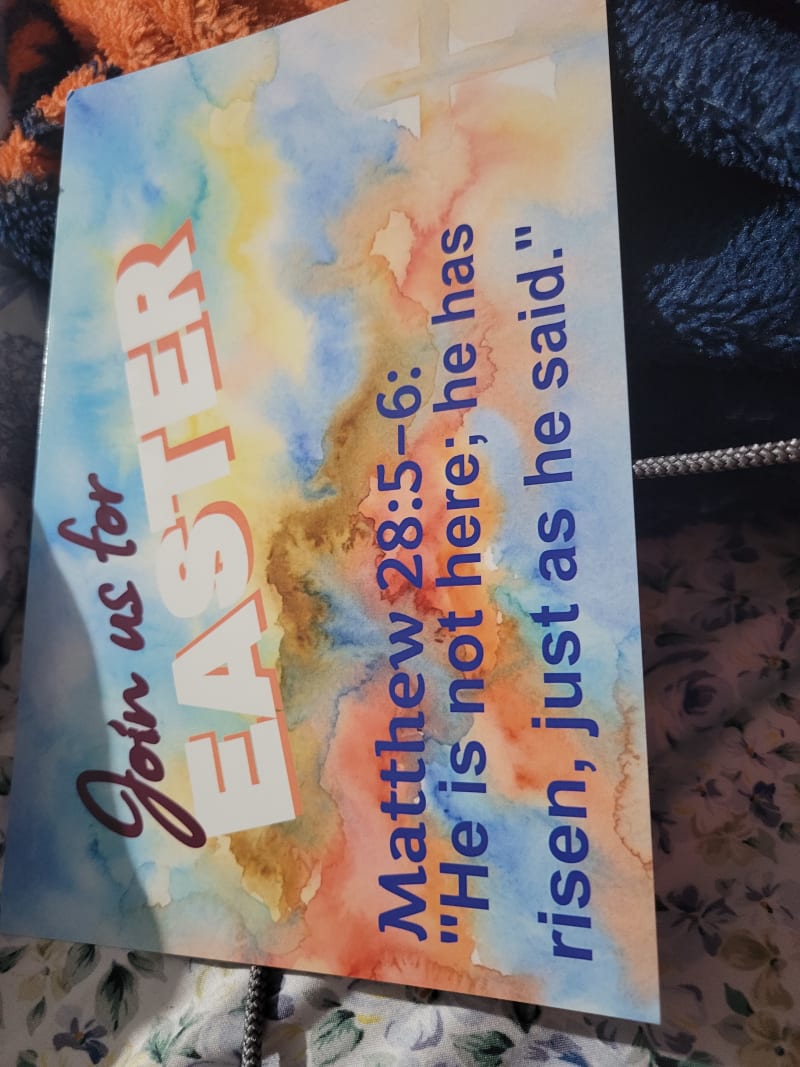 Join us for
EASTER
Matthew 28:5-6:
"He is not here; he has
risen, just as he said."